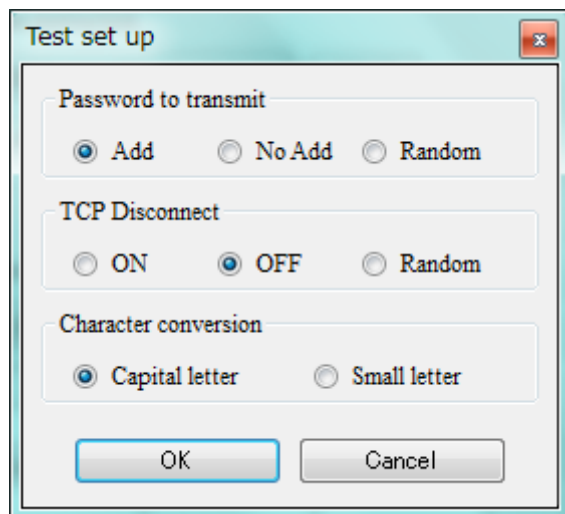 Test set up
Password to transmit
Add No Add Random
TCP Disconnect
ON OFF Random
Character conversion
Capital letter Small letter
OK Cancel